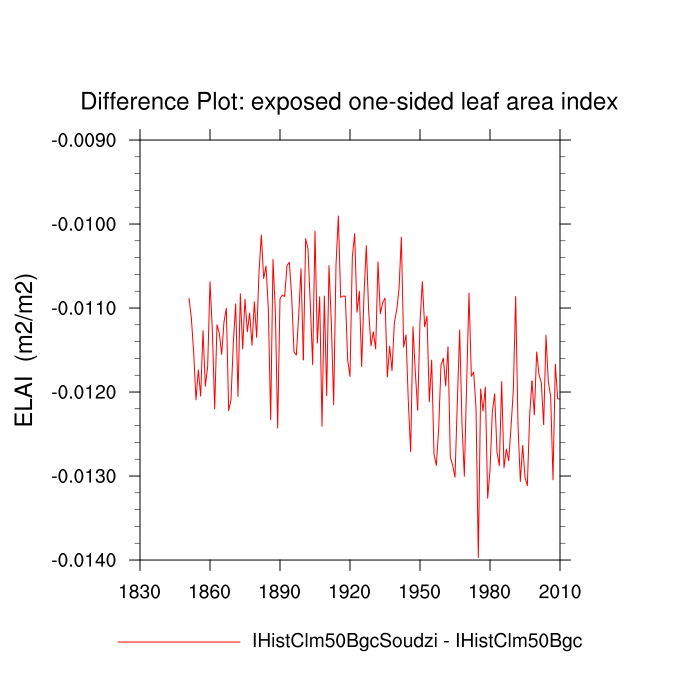 Difference Plot: exposed one-sided leaf area index
-0.0090
-0.0100
-0.0110
-0.0120
-0.0130
-0.0140
ELAI (m2/m2)
1830 1860 1890 1920 1950 1980 2010
IHistClm50BgcSoudzi - IHistClm50Bgc